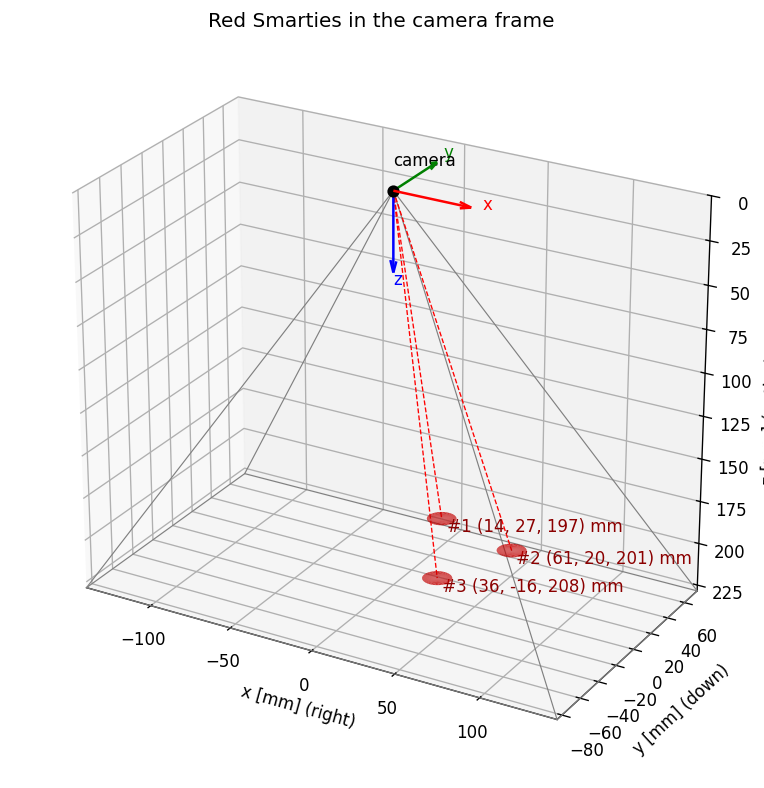 Red Smarties in the camera frame
camera
y
x
z
0
25
50
75
100
125
150
175
200
225
#1 (14, 27, 197) mm
#2 (61, 20, 201) mm
#3 (36, -16, 208) mm
−100
−50
0
50
100
x [mm] (right)
−80
−60
−40
−20
0
20
40
60
y [mm] (down)